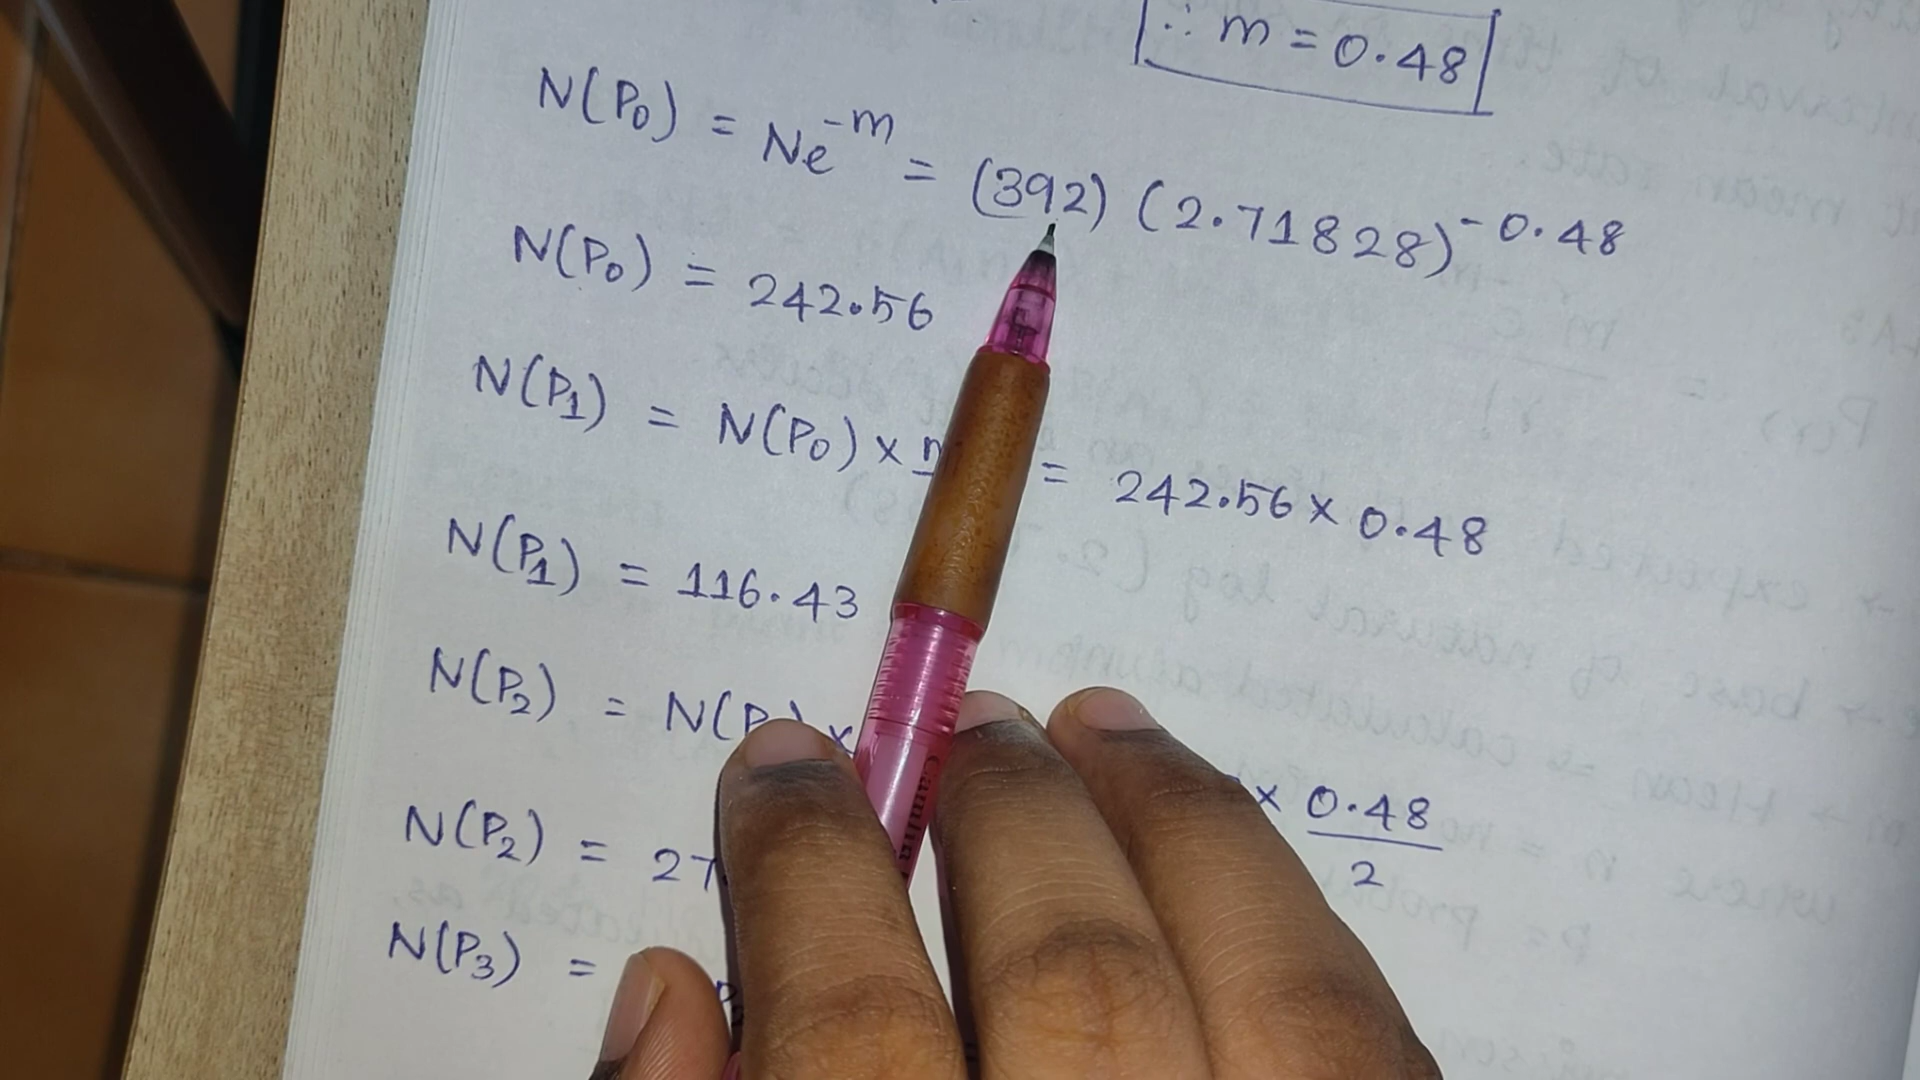 ∴ m = 0.48
N(P₀) = Ne⁻ᵐ = (392) (2.71828)⁻⁰·⁴⁸
N(P₀) = 242.56
N(P₁) = N(P₀) × = 242.56 × 0.48
N(P₁) = 116.43
N(P₂) = N(P × 0.48/2
N(P₂) = 27
N(P₃) =